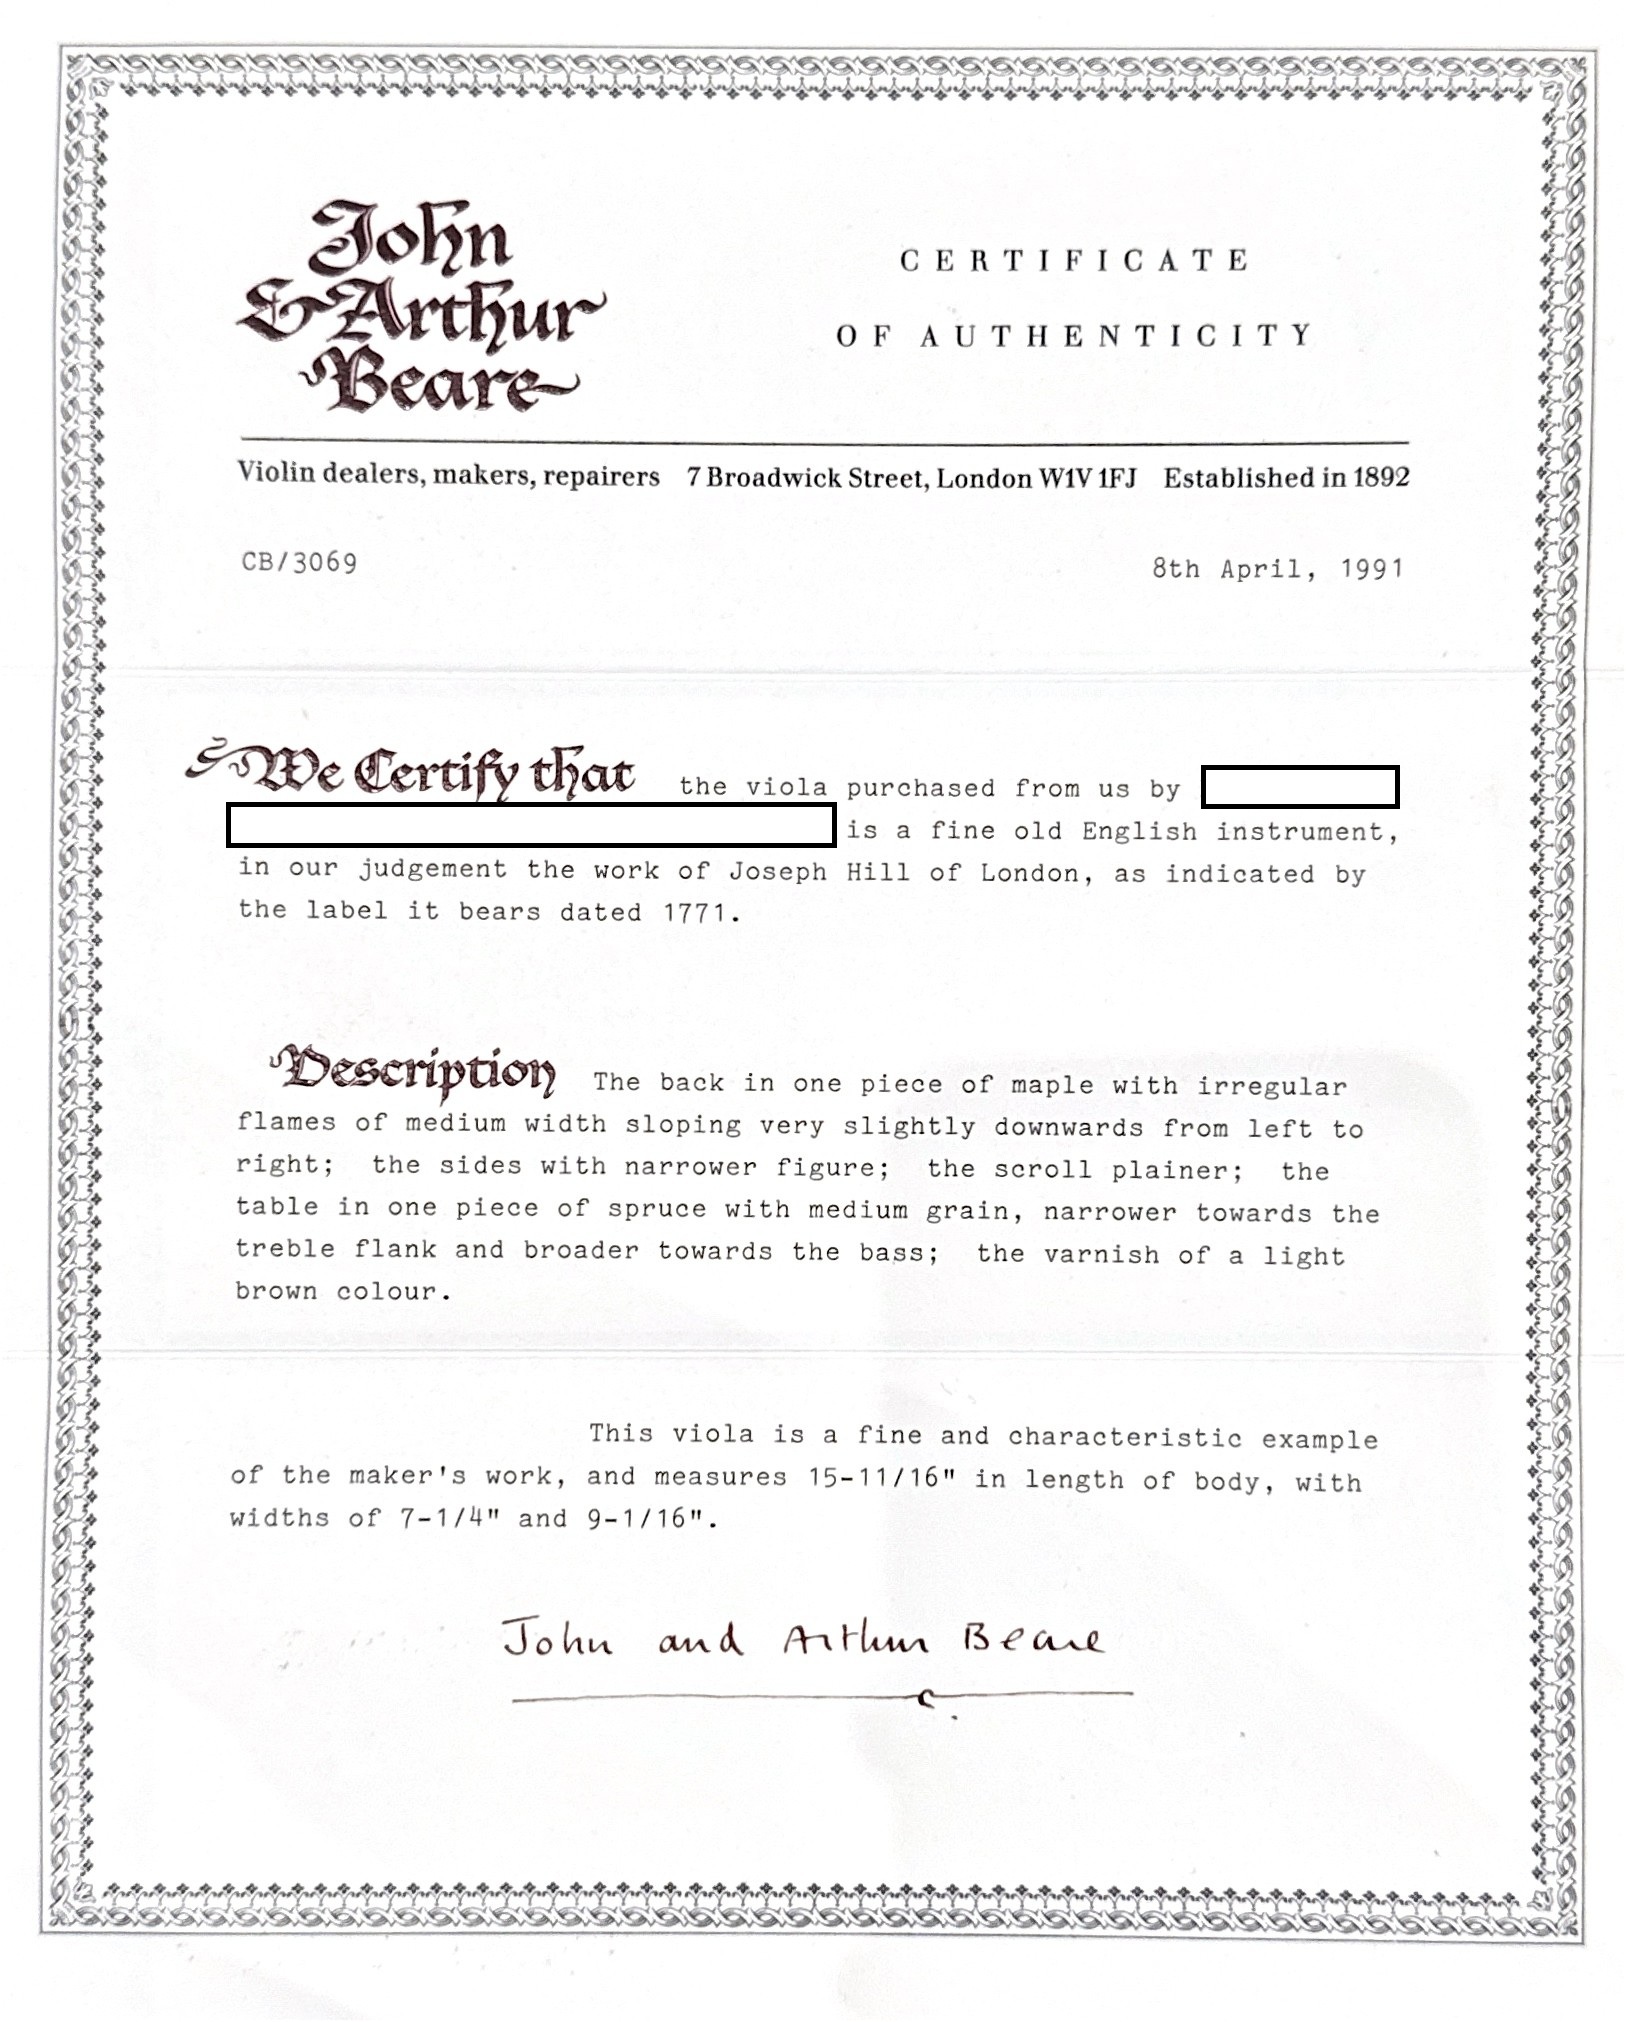 John
& Arthur
Beare
CERTIFICATE
OF AUTHENTICITY
Violin dealers, makers, repairers 7 Broadwick Street, London W1V 1FJ Established in 1892
CB/3069 8th April, 1991
We Certify that the viola purchased from us by
is a fine old English instrument,
in our judgement the work of Joseph Hill of London, as indicated by
the label it bears dated 1771.
Description The back in one piece of maple with irregular
flames of medium width sloping very slightly downwards from left to
right; the sides with narrower figure; the scroll plainer; the
table in one piece of spruce with medium grain, narrower towards the
treble flank and broader towards the bass; the varnish of a light
brown colour.
This viola is a fine and characteristic example
of the maker's work, and measures 15-11/16" in length of body, with
widths of 7-1/4" and 9-1/16".
John and Arthur Beare